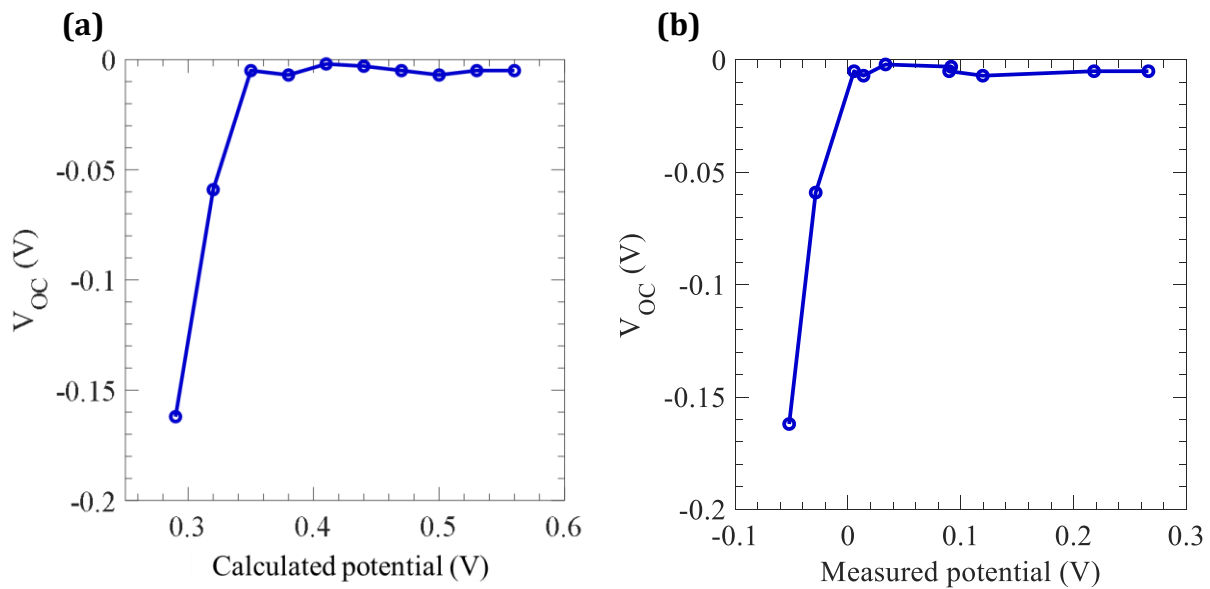 (a)
0
-0.05
-0.1
-0.15
-0.2
V_OC (V)
0.3 0.4 0.5 0.6
Calculated potential (V)
(b)
0
-0.05
-0.1
-0.15
-0.2
V_OC (V)
-0.1 0 0.1 0.2 0.3
Measured potential (V)